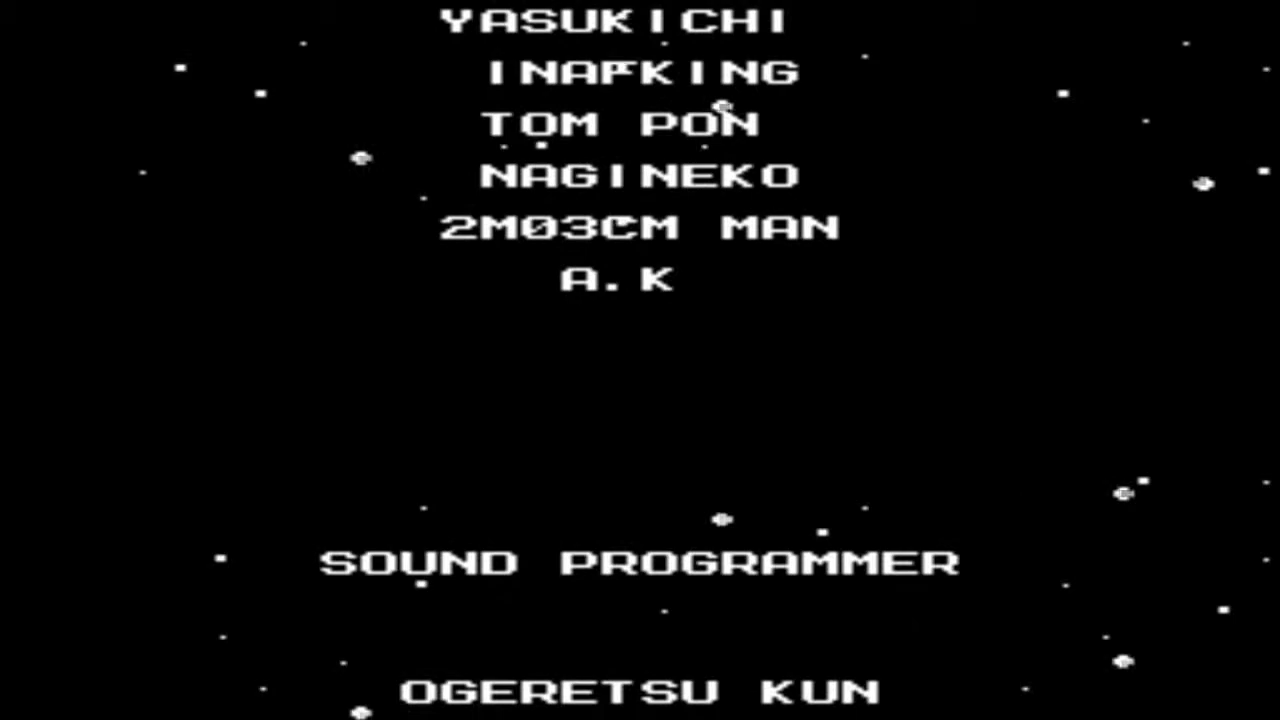 YASUKICHI
INAFKING
TOM PON
NAGINEKO
2M03CM MAN
A.K
SOUND PROGRAMMER
OGERETSU KUN